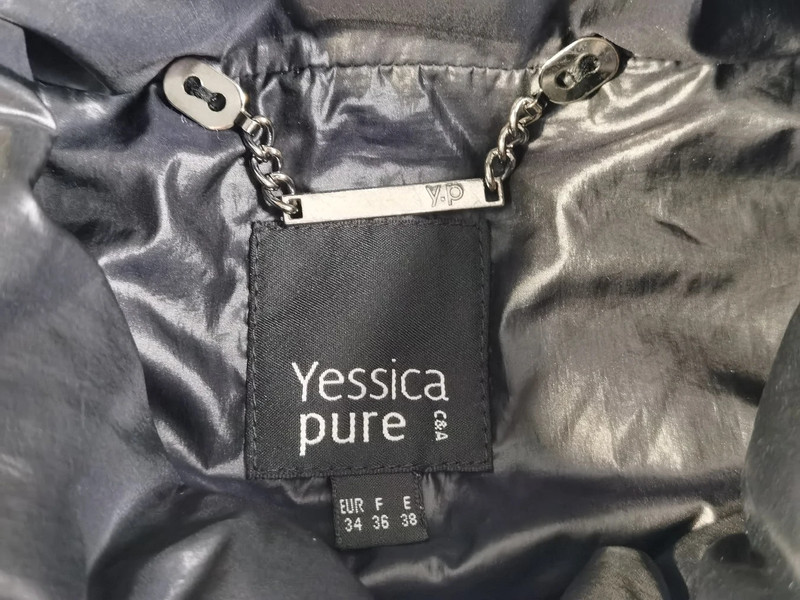 y.p
Yessica
pure
C&A
EUR F E
34 36 38